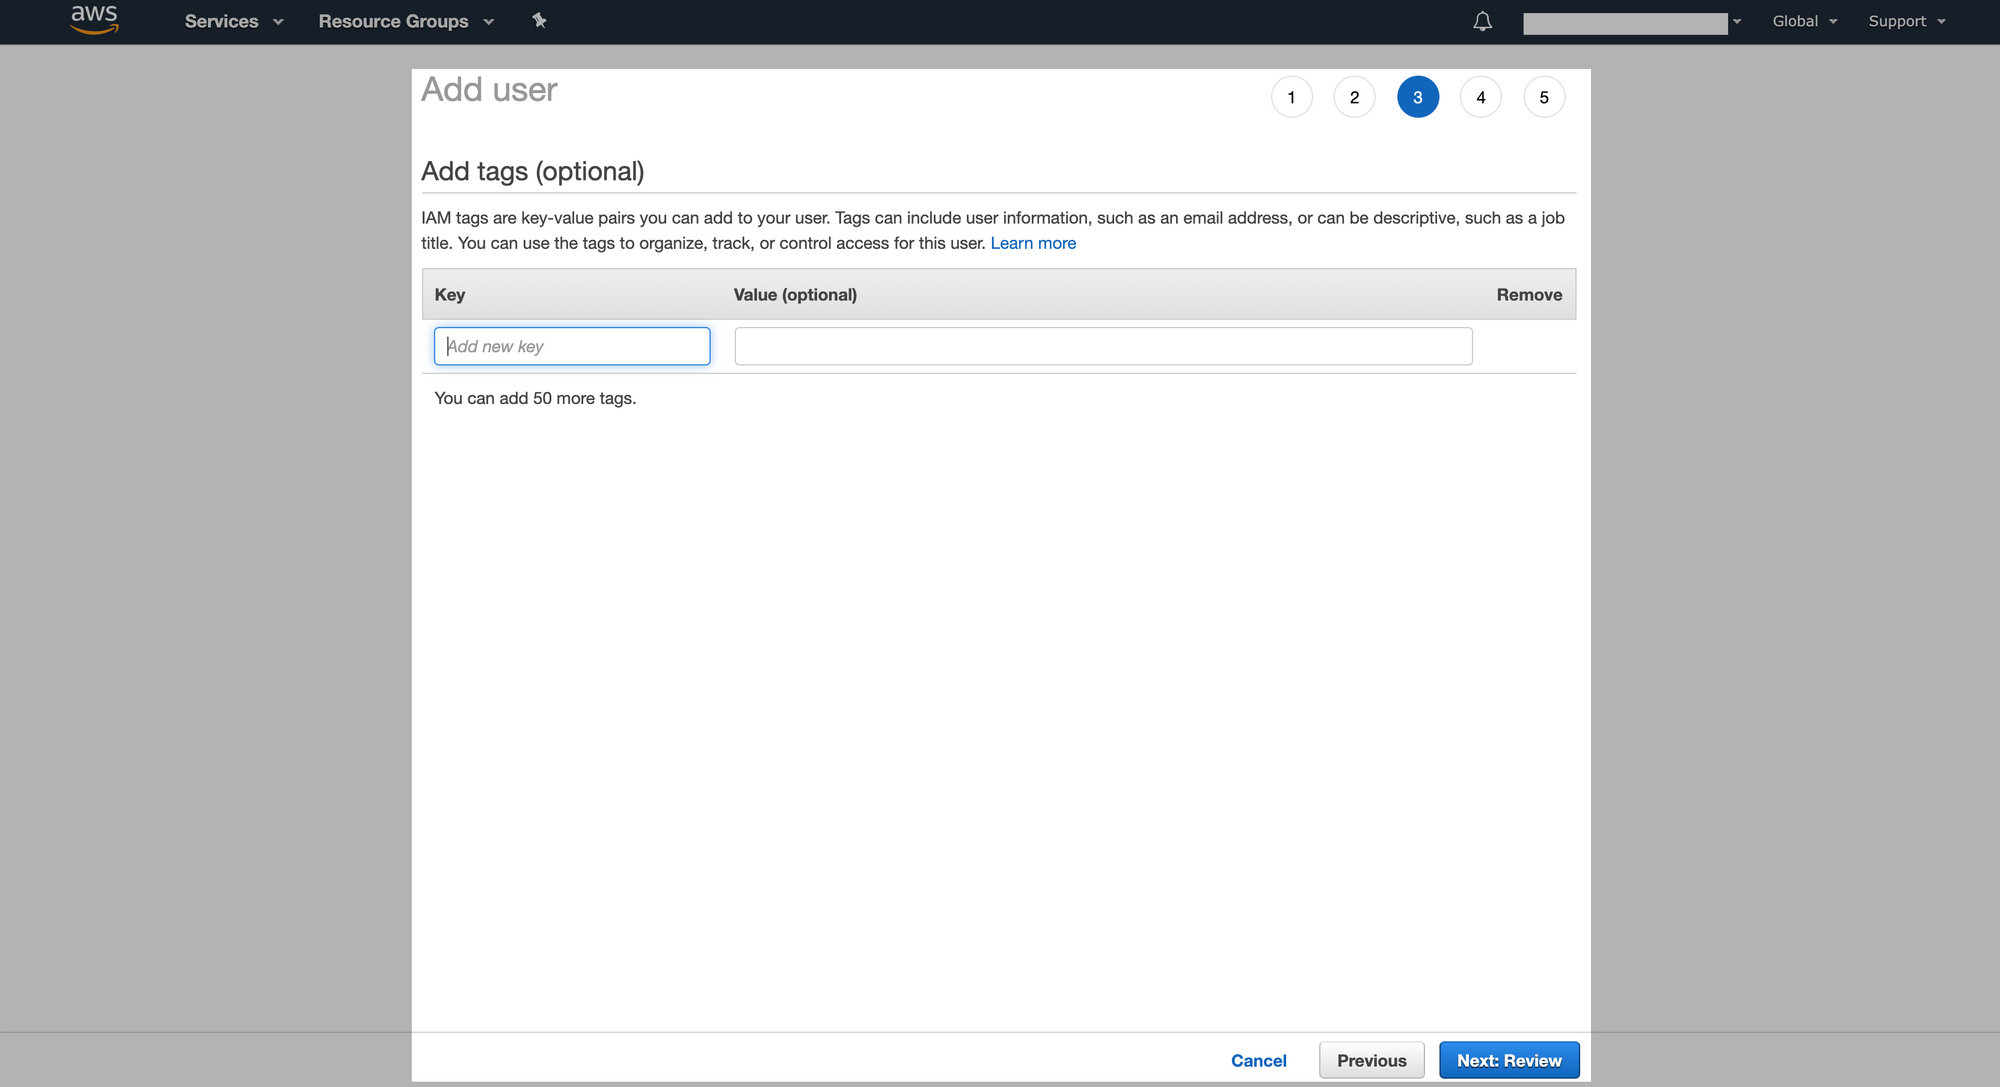 aws Services Resource Groups Global Support
Add user 1 2 3 4 5
Add tags (optional)
IAM tags are key-value pairs you can add to your user. Tags can include user information, such as an email address, or can be descriptive, such as a job
title. You can use the tags to organize, track, or control access for this user. Learn more
Key Value (optional) Remove
Add new key
You can add 50 more tags.
Cancel Previous Next: Review